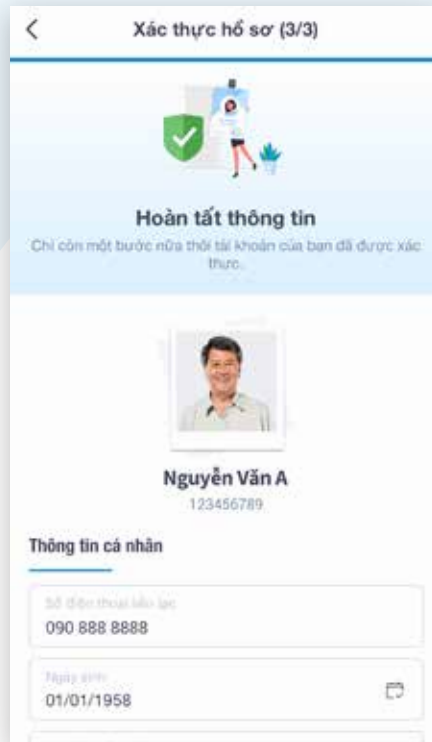 Xác thực hồ sơ (3/3)
Hoàn tất thông tin
Chỉ còn một bước nữa thôi tài khoản của bạn đã được xác
thực.
Nguyễn Văn A
123456789
Thông tin cá nhân
Số điện thoại liên lạc
090 888 8888
Ngày sinh
01/01/1958